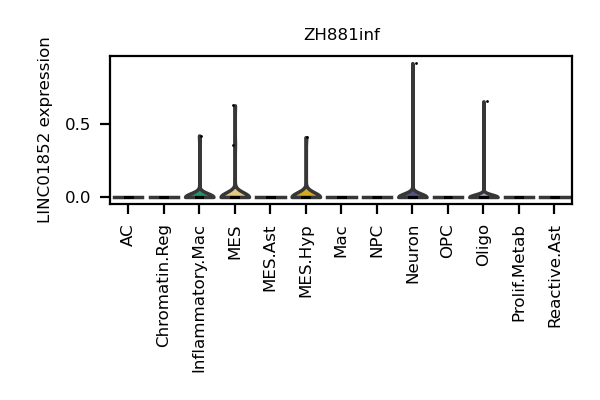 ZH881inf
LINC01852 expression
0.5
0.0
AC
Chromatin.Reg
Inflammatory.Mac
MES
MES.Ast
MES.Hyp
Mac
NPC
Neuron
OPC
Oligo
Prolif.Metab
Reactive.Ast